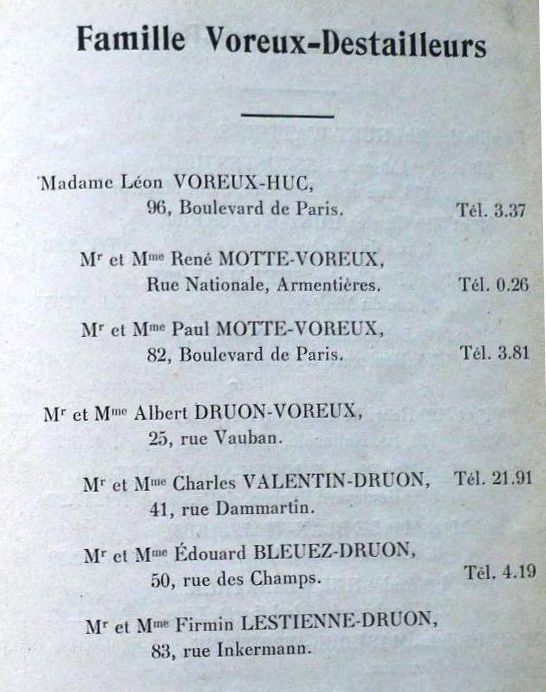 Famille Voreux-Destailleurs
Madame Léon VOREUX-HUC,
96, Boulevard de Paris. Tél. 3.37
Mr et Mme René MOTTE-VOREUX,
Rue Nationale, Armentières. Tél. 0.26
Mr et Mme Paul MOTTE-VOREUX,
82, Boulevard de Paris. Tél. 3.81
Mr et Mme Albert DRUON-VOREUX,
25, rue Vauban.
Mr et Mme Charles VALENTIN-DRUON, Tél. 21.91
41, rue Dammartin.
Mr et Mme Édouard BLEUEZ-DRUON,
50, rue des Champs. Tél. 4.19
Mr et Mme Firmin LESTIENNE-DRUON,
83, rue Inkermann.